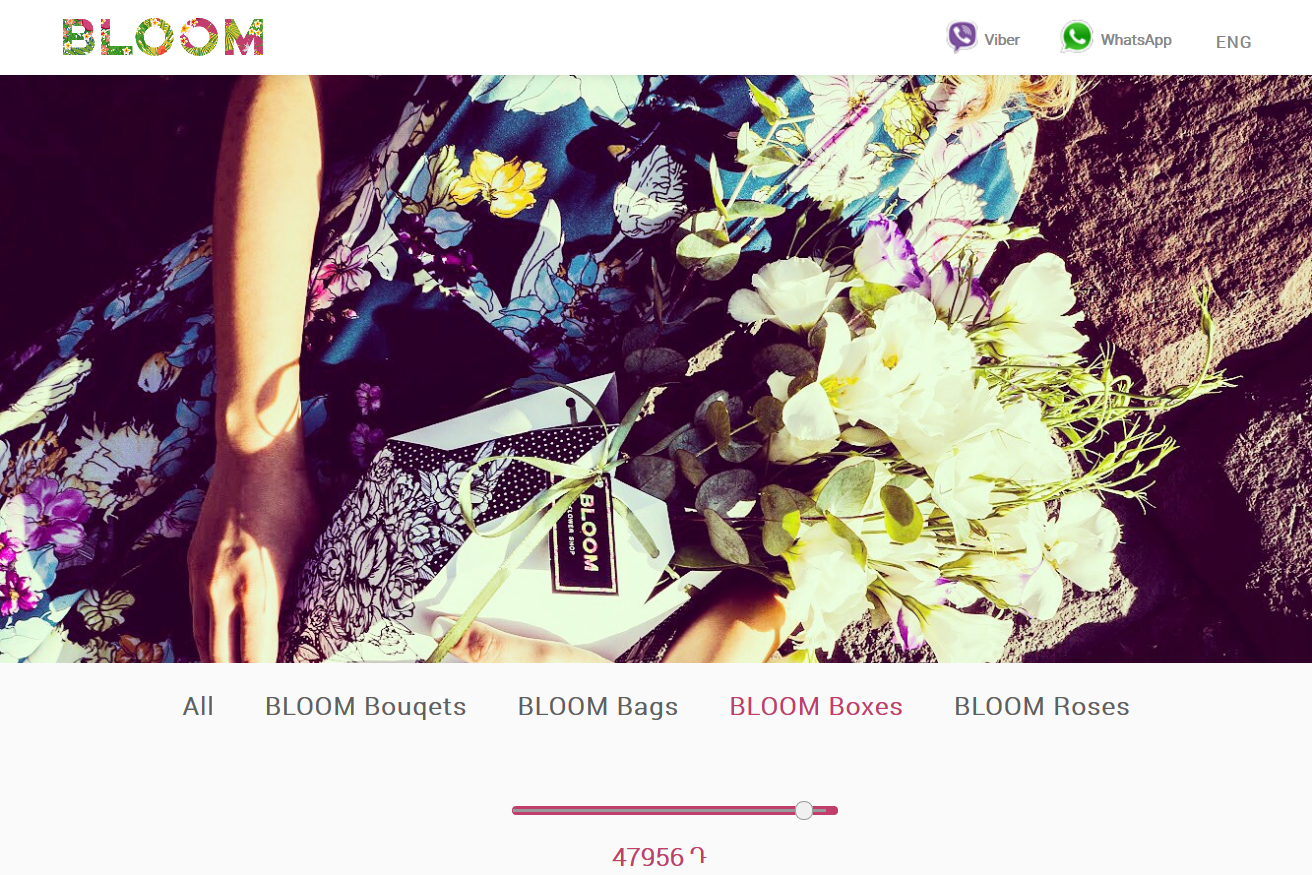 BLOOM
Viber
WhatsApp
ENG
BLOOM
FLOWER SHOP
All
BLOOM Bouqets
BLOOM Bags
BLOOM Boxes
BLOOM Roses
47956 Դ